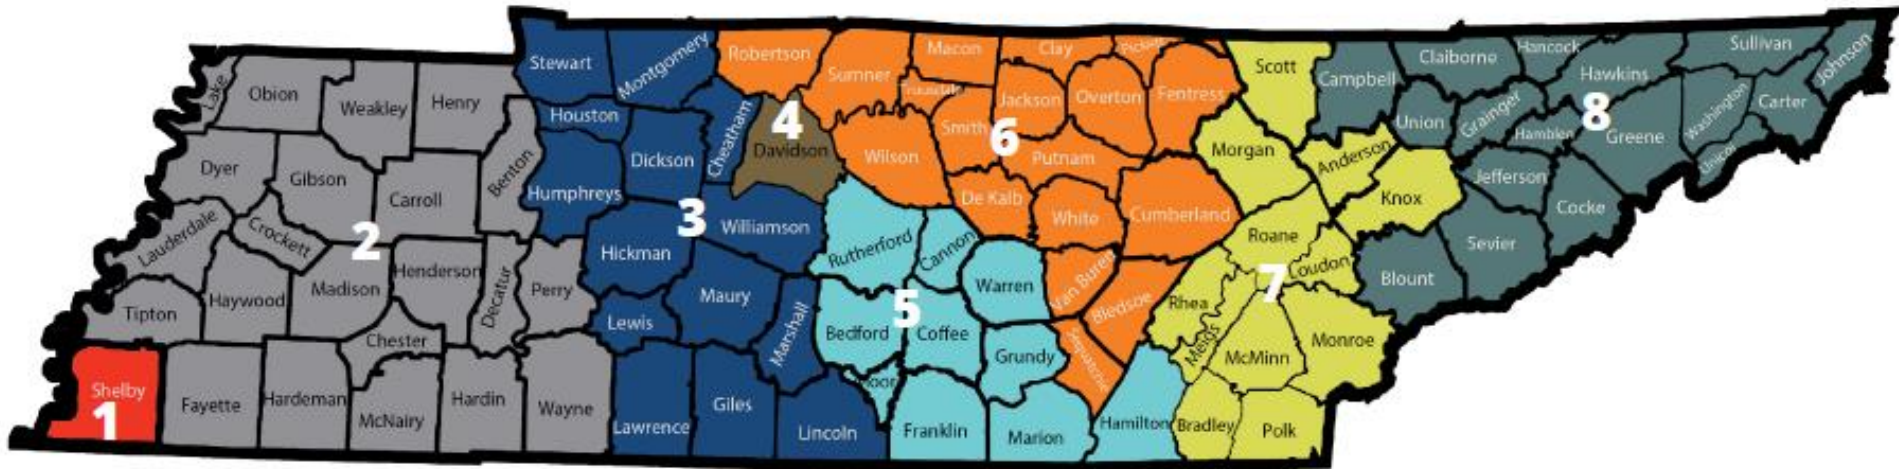 Lake
Obion
Weakley
Henry
Dyer
Gibson
Carroll
Benton
Lauderdale
Crockett
2
Haywood
Madison
Henderson
Decatur
Perry
Tipton
Chester
Shelby
1
Fayette
Hardeman
McNairy
Hardin
Wayne
Stewart
Montgomery
Houston
Dickson
Cheatham
Humphreys
3
Williamson
Hickman
Lewis
Maury
Marshall
Lawrence
Giles
Lincoln
4
Davidson
Robertson
Sumner
Macon
Clay
Trousdale
Jackson
Overton
Fentress
Smith
6
Wilson
Putnam
De Kalb
White
Cumberland
Van Buren
Bledsoe
Sequatchie
Rutherford
Cannon
Warren
5
Bedford
Coffee
Grundy
Franklin
Marion
Hamilton
Scott
Morgan
Anderson
Knox
Roane
Loudon
7
Rhea
Meigs
McMinn
Monroe
Bradley
Polk
Campbell
Claiborne
Hancock
Hawkins
Sullivan
Johnson
Union
Grainger
Hamblen
8
Greene
Washington
Carter
Unicoi
Jefferson
Cocke
Sevier
Blount